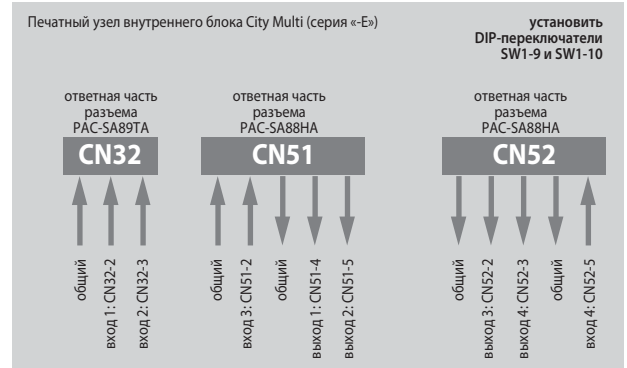 Печатный узел внутреннего блока City Multi (серия «-Е»)
установить
DIP-переключатели
SW1-9 и SW1-10
ответная часть
разъема
PAC-SA89TA
CN32
общий
вход 1: CN32-2
вход 2: CN32-3
ответная часть
разъема
PAC-SA88HA
CN51
общий
вход 3: CN51-2
общий
выход 1: CN51-4
выход 2: CN51-5
ответная часть
разъема
PAC-SA88HA
CN52
общий
выход 3: CN52-2
выход 4: CN52-3
общий
вход 4: CN52-5